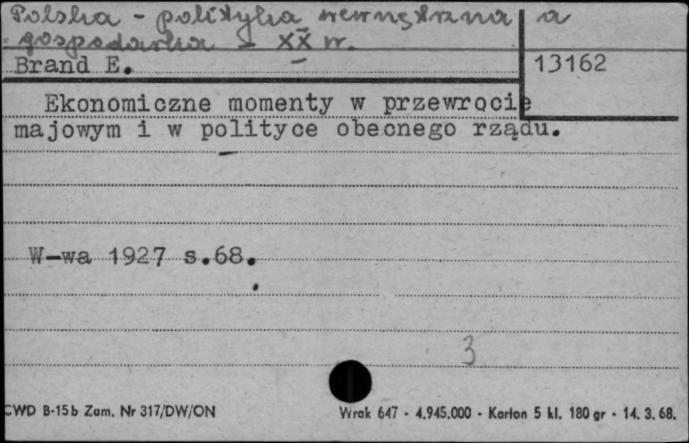 Polska - polityka wewnętrzna a
gospodarka - XX w.
Brand E.
13162
Ekonomiczne momenty w przewrocie
majowym i w polityce obecnego rządu.
W-wa 1927 s.68.
3
CWD B-15b Zam. Nr 317/DW/ON
Wrak 647 - 4.945.000 - Karton 5 kl. 180 gr - 14. 3. 68.